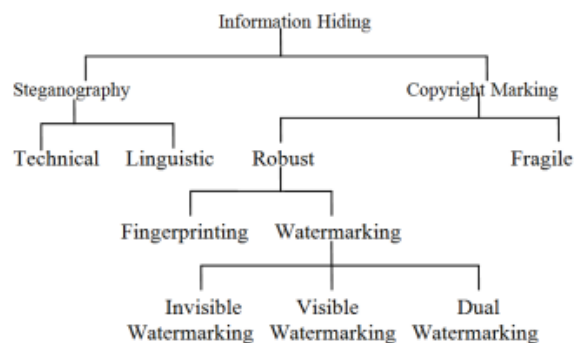 Information Hiding
Steganography
Copyright Marking
Technical
Linguistic
Robust
Fragile
Fingerprinting
Watermarking
Invisible
Watermarking
Visible
Watermarking
Dual
Watermarking